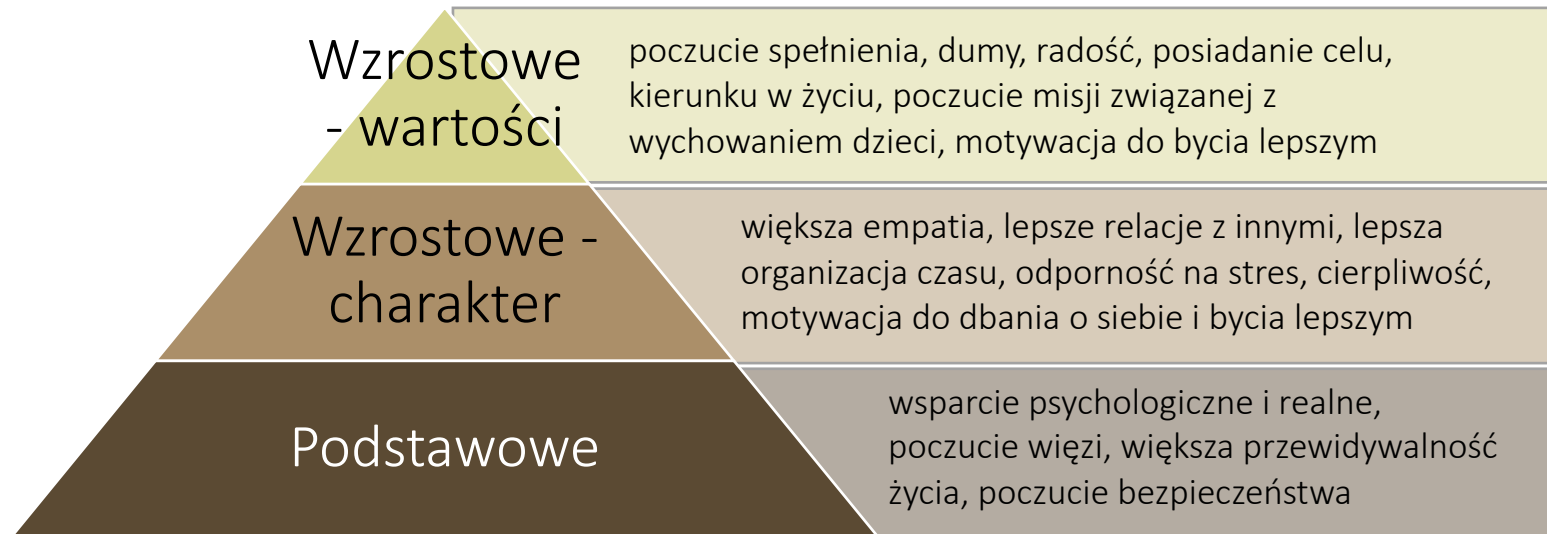 Wzrostowe
- wartości
poczucie spełnienia, dumy, radość, posiadanie celu,
kierunku w życiu, poczucie misji związanej z
wychowaniem dzieci, motywacja do bycia lepszym
Wzrostowe -
charakter
większa empatia, lepsze relacje z innymi, lepsza
organizacja czasu, odporność na stres, cierpliwość,
motywacja do dbania o siebie i bycia lepszym
Podstawowe
wsparcie psychologiczne i realne,
poczucie więzi, większa przewidywalność
życia, poczucie bezpieczeństwa